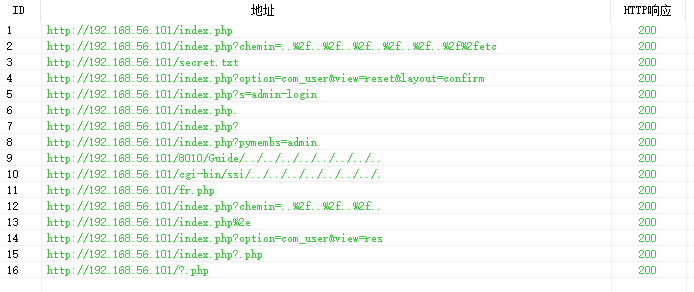 ID 地址 HTTP响应
1 http://192.168.56.101/index.php 200
2 http://192.168.56.101/index.php?chemin=..%2f..%2f..%2f..%2f..%2f..%2f%2fetc 200
3 http://192.168.56.101/secret.txt 200
4 http://192.168.56.101/index.php?option=com_user&view=reset&layout=confirm 200
5 http://192.168.56.101/index.php?s=admin-login 200
6 http://192.168.56.101/index.php. 200
7 http://192.168.56.101/index.php? 200
8 http://192.168.56.101/index.php?pymembs=admin 200
9 http://192.168.56.101/8010/Guide/../../../../../../../.. 200
10 http://192.168.56.101/cgi-bin/ssi/../../../../../../../. 200
11 http://192.168.56.101/fr.php 200
12 http://192.168.56.101/index.php?chemin=..%2f..%2f..%2f.. 200
13 http://192.168.56.101/index.php%2e 200
14 http://192.168.56.101/index.php?option=com_user&view=res 200
15 http://192.168.56.101/index.php?.php 200
16 http://192.168.56.101/?.php 200